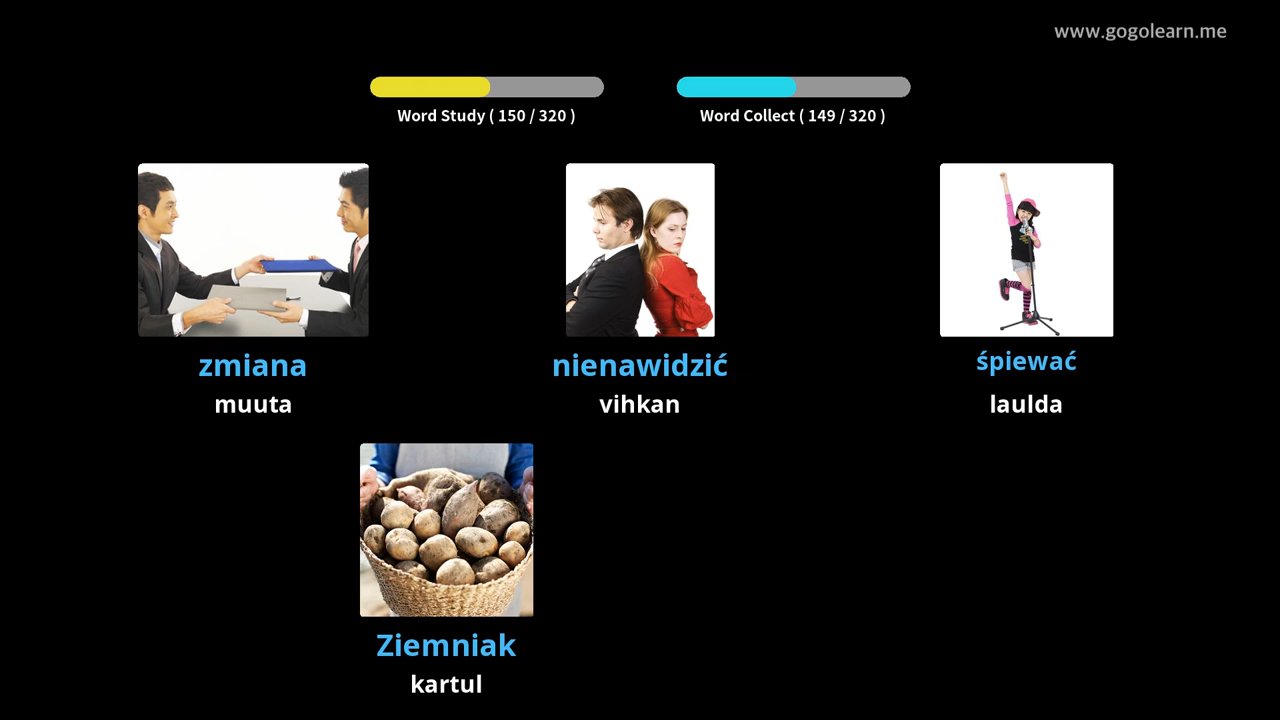 www.gogolearn.me
Word Study ( 150 / 320 )
Word Collect ( 149 / 320 )
zmiana
muuta
nienawidzić
vihkan
śpiewać
laulda
Ziemniak
kartul